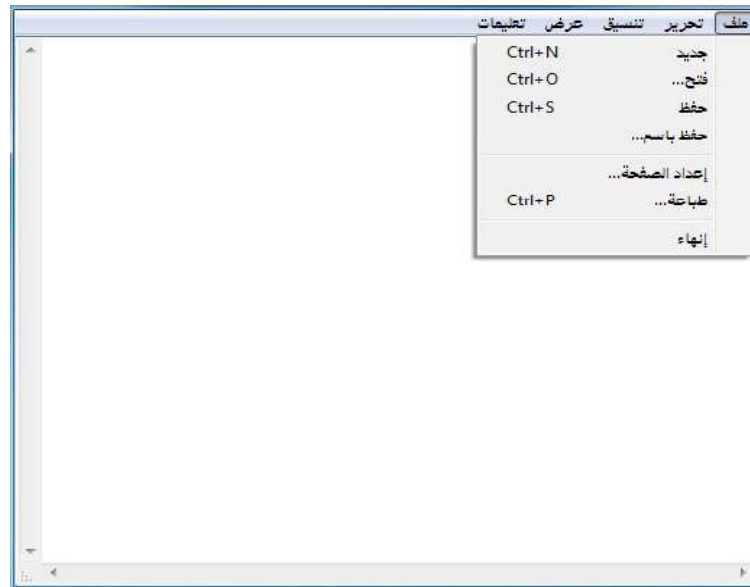 ملف تحرير تنسيق عرض تعليمات
جديد Ctrl+N
فتح... Ctrl+O
حفظ Ctrl+S
حفظ باسم...
إعداد الصفحة...
طباعة... Ctrl+P
إنهاء